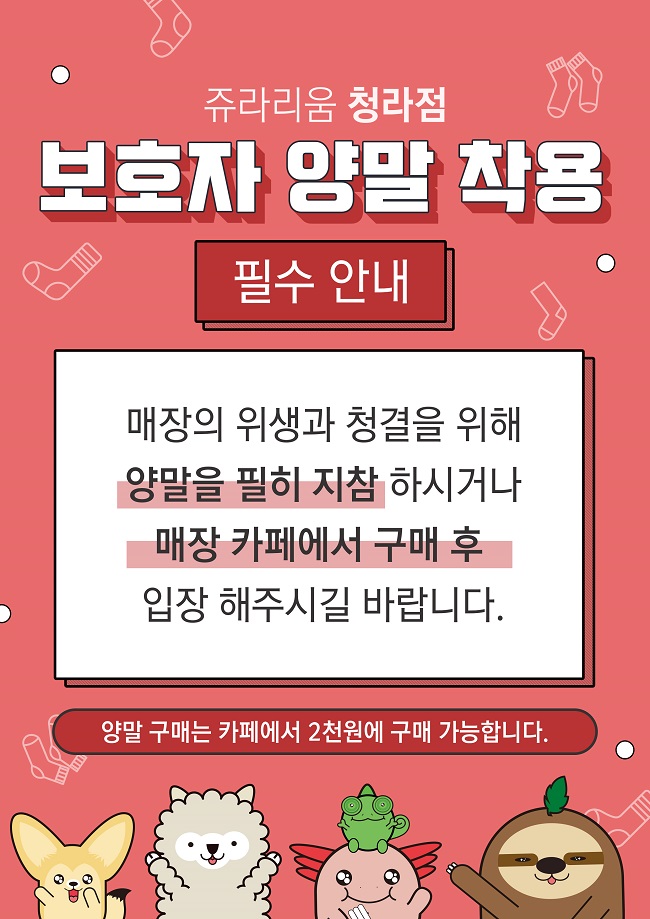 쥬라리움 청라점
보호자 양말 착용
필수 안내
매장의 위생과 청결을 위해
양말을 필히 지참 하시거나
매장 카페에서 구매 후
입장 해주시길 바랍니다.
양말 구매는 카페에서 2천원에 구매 가능합니다.